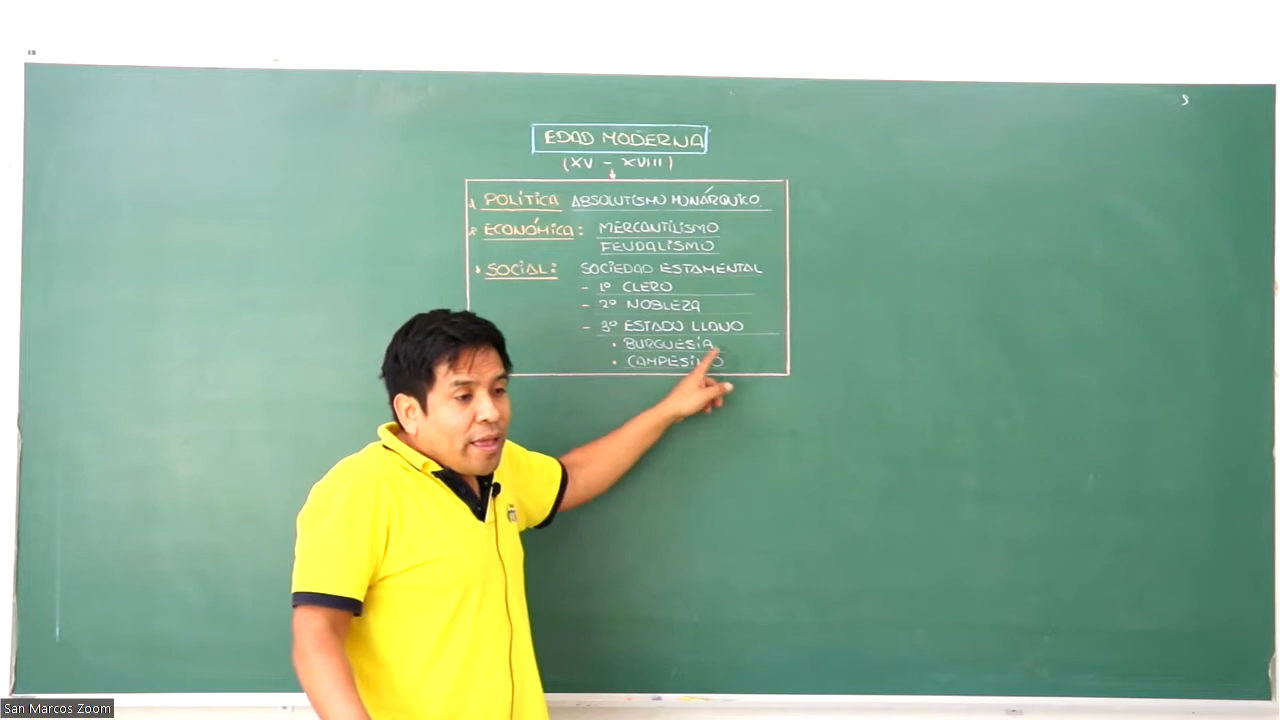 EDAD MODERNA
(XV - XVIII)
POLÍTICA ABSOLUTISMO MONÁRQUICO
ECONÓMICA: MERCANTILISMO
FEUDALISMO
SOCIAL: SOCIEDAD ESTAMENTAL
- 1º CLERO
- 2º NOBLEZA
- 3º ESTADO LLANO
• BURGUESÍA
• CAMPESINO
San Marcos Zoom